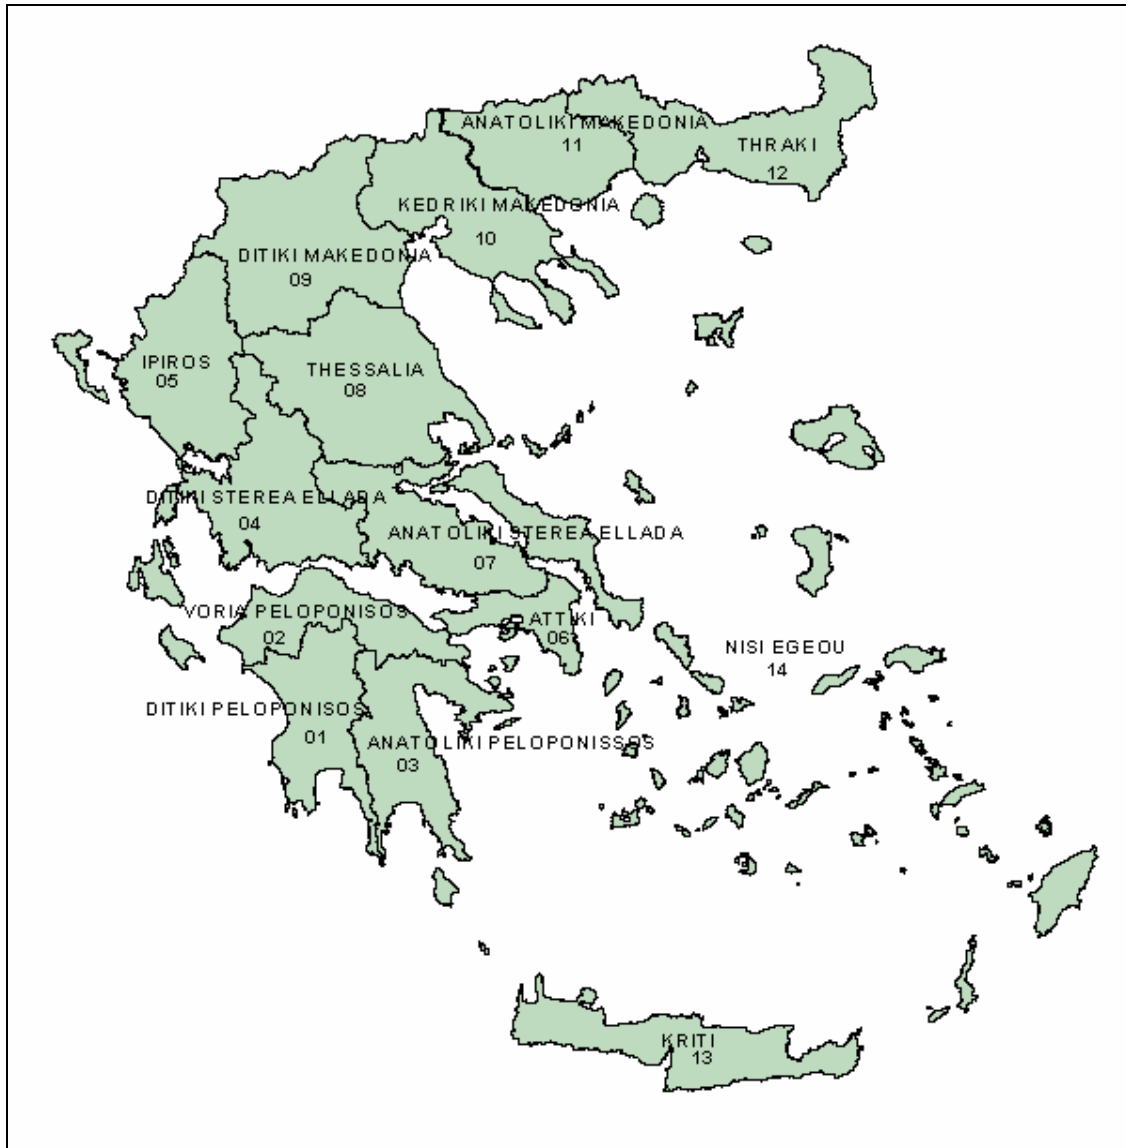 ANATOLIKI MAKEDONIA
11
THRAKI
12
KEDRIKI MAKEDONIA
10
DITIKI MAKEDONIA
09
IPIROS
05
THESSALIA
08
0
DITIKI STEREA ELLADA
04
ANATOLIKI STEREA ELLADA
07
VORIA PELOPONISOS
02
ATTIKI
06
NISI EGEOU
14
DITIKI PELOPONISOS
01
ANATOLIKI PELOPONISSOS
03
KRITI
13